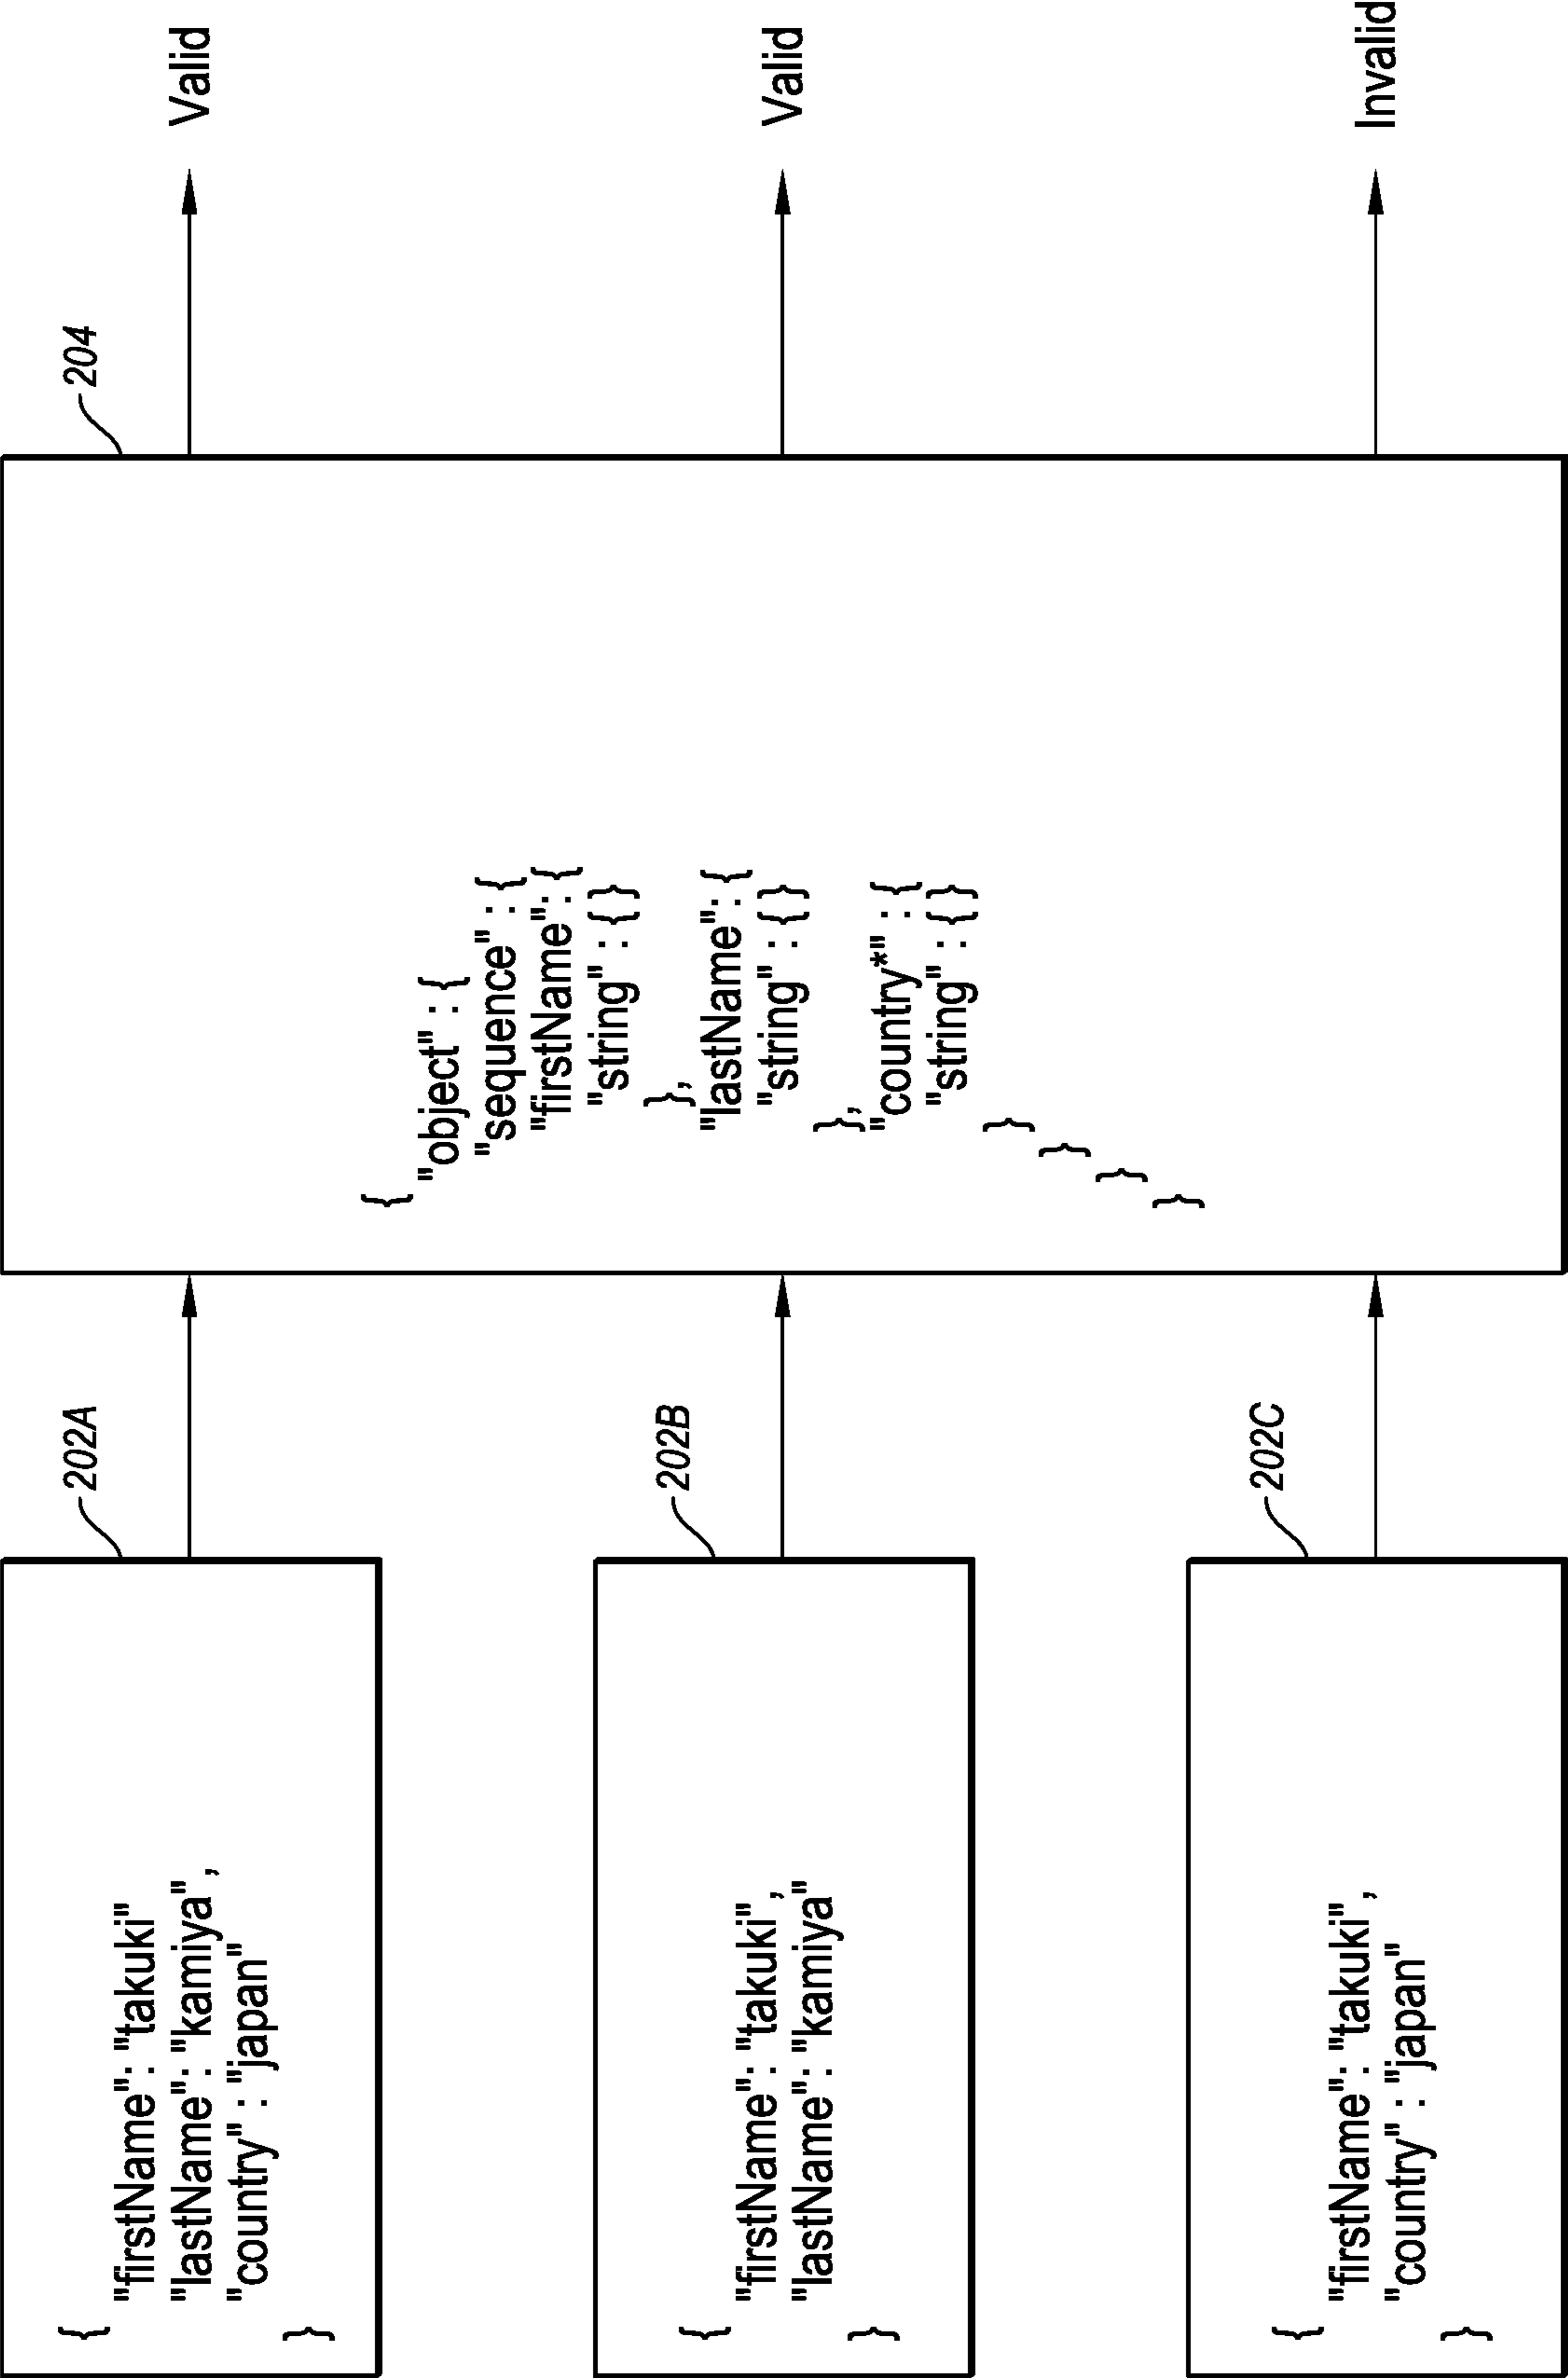 202A
{
"firstName": "takuki"
"lastName": "kamiya",
"country" : "japan"
}
202B
{
"firstName": "takuki",
"lastName": "kamiya"
}
202C
{
"firstName": "takuki",
"country" : "japan"
}
204
{
"object" : {
"sequence" : {
"firstName": {
"string" : {}
},
"lastName": {
"string" : {}
},
"country*" : {
"string" : {}
}
}
}
}
Valid
Valid
Invalid